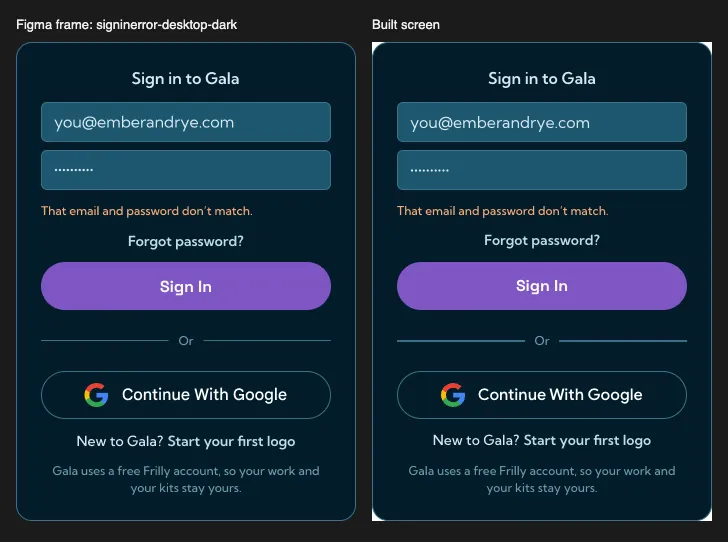 Figma frame: signinerror-desktop-dark
Sign in to Gala
you@emberandrye.com
••••••••••
That email and password don’t match.
Forgot password?
Sign In
Or
Continue With Google
New to Gala? Start your first logo
Gala uses a free Frilly account, so your work and
your kits stay yours.
Built screen
Sign in to Gala
you@emberandrye.com
••••••••••
That email and password don’t match.
Forgot password?
Sign In
Or
Continue With Google
New to Gala? Start your first logo
Gala uses a free Frilly account, so your work and
your kits stay yours.